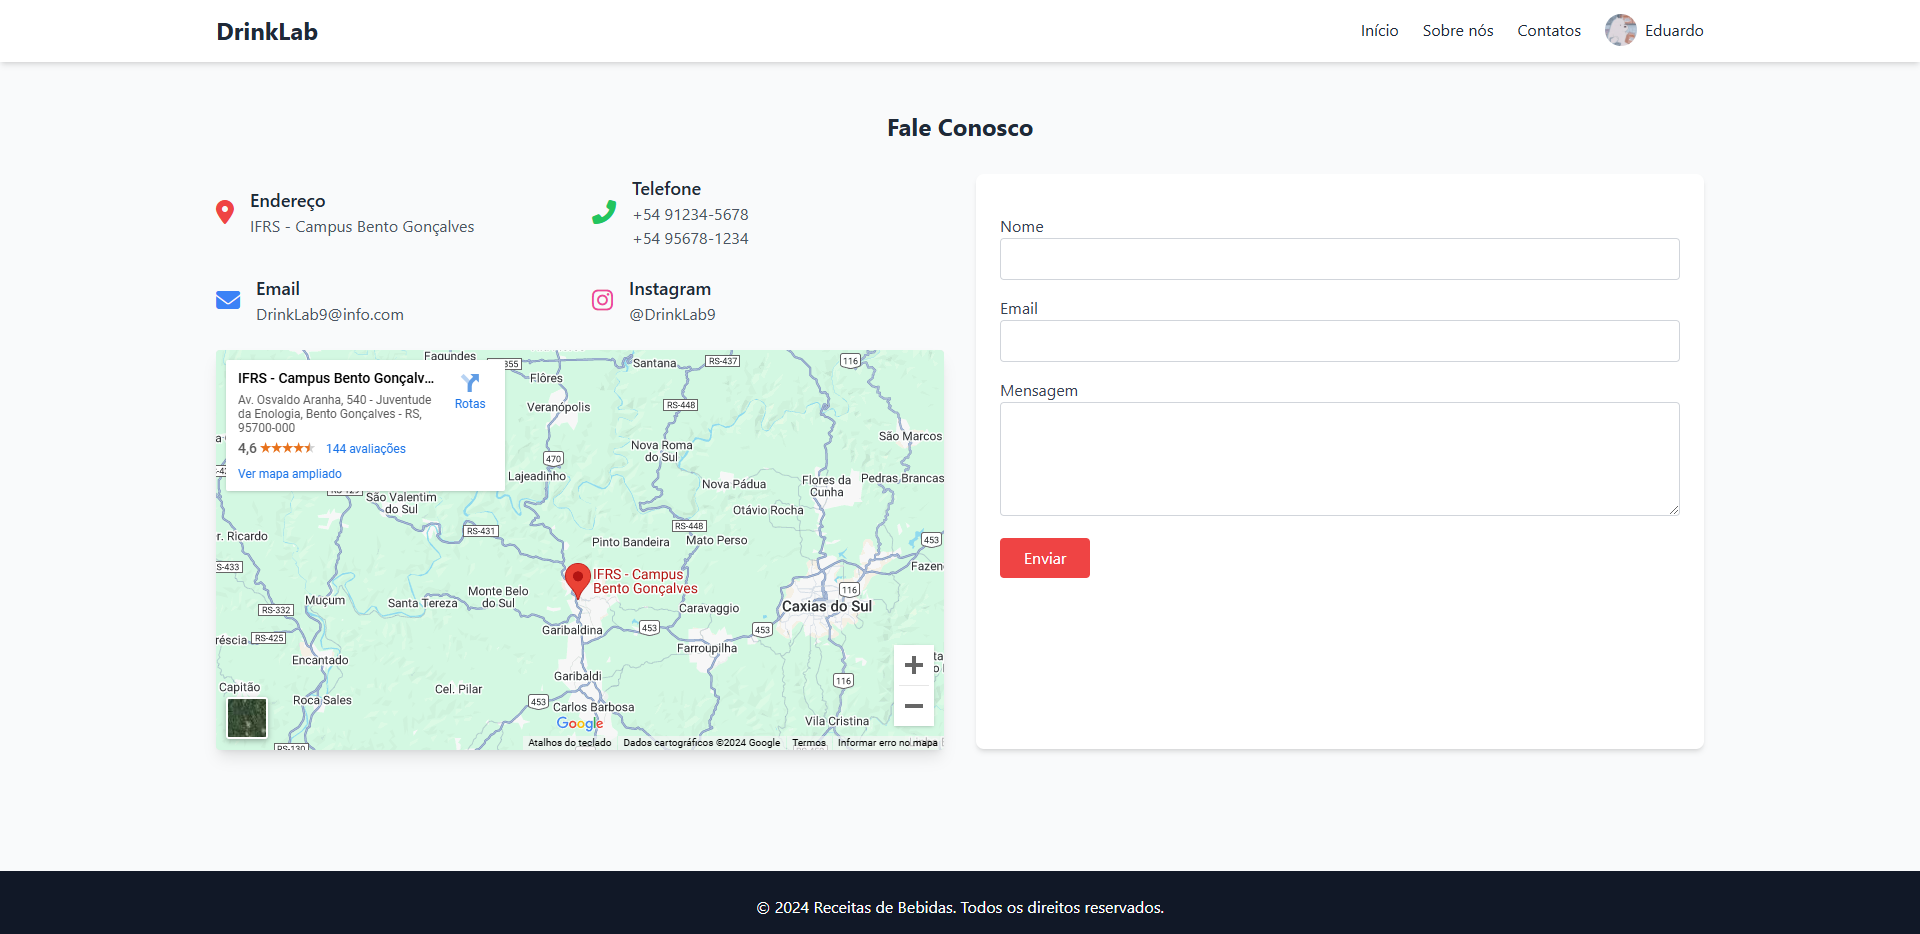 DrinkLab
Início
Sobre nós
Contatos
Eduardo
Fale Conosco
Endereço
IFRS - Campus Bento Gonçalves
Telefone
+54 91234-5678
+54 95678-1234
Email
DrinkLab9@info.com
Instagram
@DrinkLab9
IFRS - Campus Bento Gonçalv...
Av. Osvaldo Aranha, 540 - Juventude
da Enologia, Bento Gonçalves - RS,
95700-000
Rotas
4,6
144 avaliações
Ver mapa ampliado
Fagundes
355
Santana
RS-437
116
Flôres
Veranópolis
RS-448
São Marcos
Nova Roma
do Sul
470
Lajeadinho
Nova Pádua
Flores da
Cunha
Pedras Brancas
São Valentim
do Sul
Otávio Rocha
RS-431
RS-448
er. Ricardo
Pinto Bandeira
Mato Perso
453
S-433
Fazen
IFRS - Campus
Bento Gonçalves
Monte Belo
do Sul
116
Múçum
Santa Tereza
RS-332
Caravaggio
Caxias do Sul
Garibaldina
453
453
réscia
RS-425
Farroupilha
Encantado
Garibaldi
116
Capitão
Cel. Pilar
Roca Sales
453
Carlos Barbosa
Vila Cristina
Google
RS-130
Atalhos do teclado
Dados cartográficos ©2024 Google
Termos
Informar erro no mapa
Nome
Email
Mensagem
Enviar
© 2024 Receitas de Bebidas. Todos os direitos reservados.